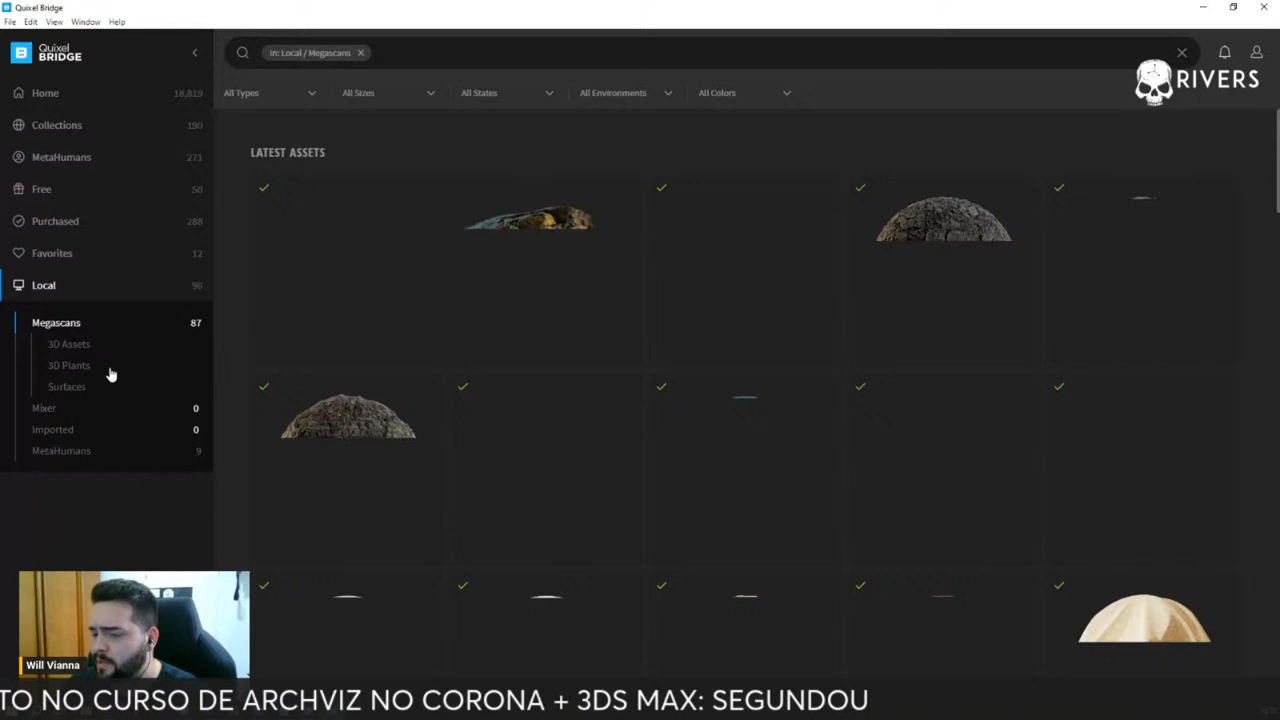 Quixel Bridge
File Edit View Window Help
Quixel
BRIDGE
In: Local / Megascans
RIVERS
Home 18,819
All Types All Sizes All States All Environments All Colors
Collections 190
MetaHumans 271
LATEST ASSETS
Free 50
Purchased 288
Favorites 12
Local 96
Megascans 87
3D Assets
3D Plants
Surfaces
Mixer 0
Imported 0
MetaHumans 9
Will Vianna
TO NO CURSO DE ARCHVIZ NO CORONA + 3DS MAX: SEGUNDOU